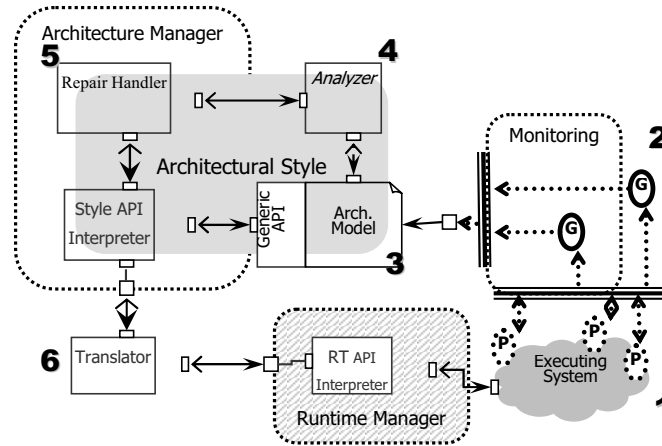 Architecture Manager
5
4
Repair Handler
Analyzer
Monitoring
2
Architectural Style
G
G
Style API
Interpreter
Generic
API
Arch.
Model
3
P
P
P
6
Translator
RT API
Interpreter
Executing
System
Runtime Manager
1